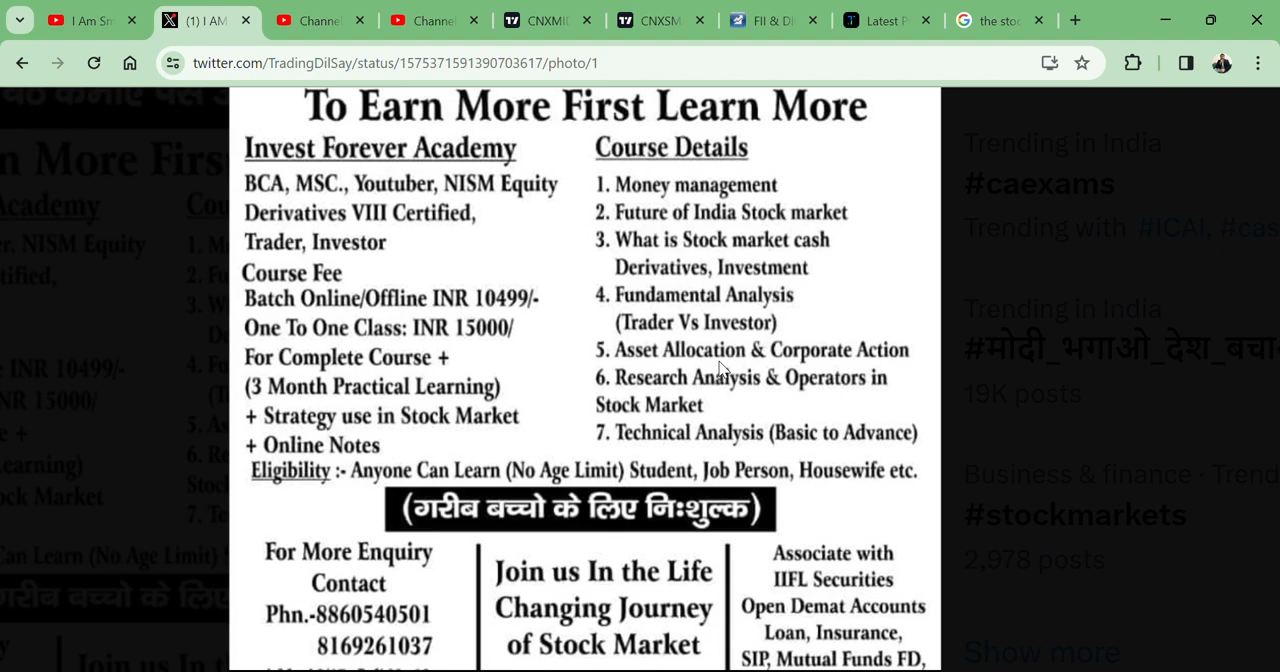 I Am Sm
(1) I AM
Channel
Channel
CNXMI
CNXSM
FII & DI
Latest P
the stoc
twitter.com/TradingDilSay/status/1575371591390703617/photo/1
To Earn More First Learn More
Invest Forever Academy
BCA, MSC., Youtuber, NISM Equity
Derivatives VIII Certified,
Trader, Investor
Course Fee
Batch Online/Offline INR 10499/-
One To One Class: INR 15000/
For Complete Course +
(3 Month Practical Learning)
+ Strategy use in Stock Market
+ Online Notes
Course Details
1. Money management
2. Future of India Stock market
3. What is Stock market cash
Derivatives, Investment
4. Fundamental Analysis
(Trader Vs Investor)
5. Asset Allocation & Corporate Action
6. Research Analysis & Operators in
Stock Market
7. Technical Analysis (Basic to Advance)
Eligibility :- Anyone Can Learn (No Age Limit) Student, Job Person, Housewife etc.
(गरीब बच्चो के लिए निःशुल्क)
For More Enquiry
Contact
Phn.-8860540501
8169261037
Join us In the Life
Changing Journey
of Stock Market
Associate with
IIFL Securities
Open Demat Accounts
Loan, Insurance,
SIP, Mutual Funds FD,
Trending in India
#caexams
Trending with #ICAI, #cas
Trending in India
#मोदी_भगाओ_देश_बचा
19K posts
Business & finance · Trend
#stockmarkets
2,978 posts
Show more